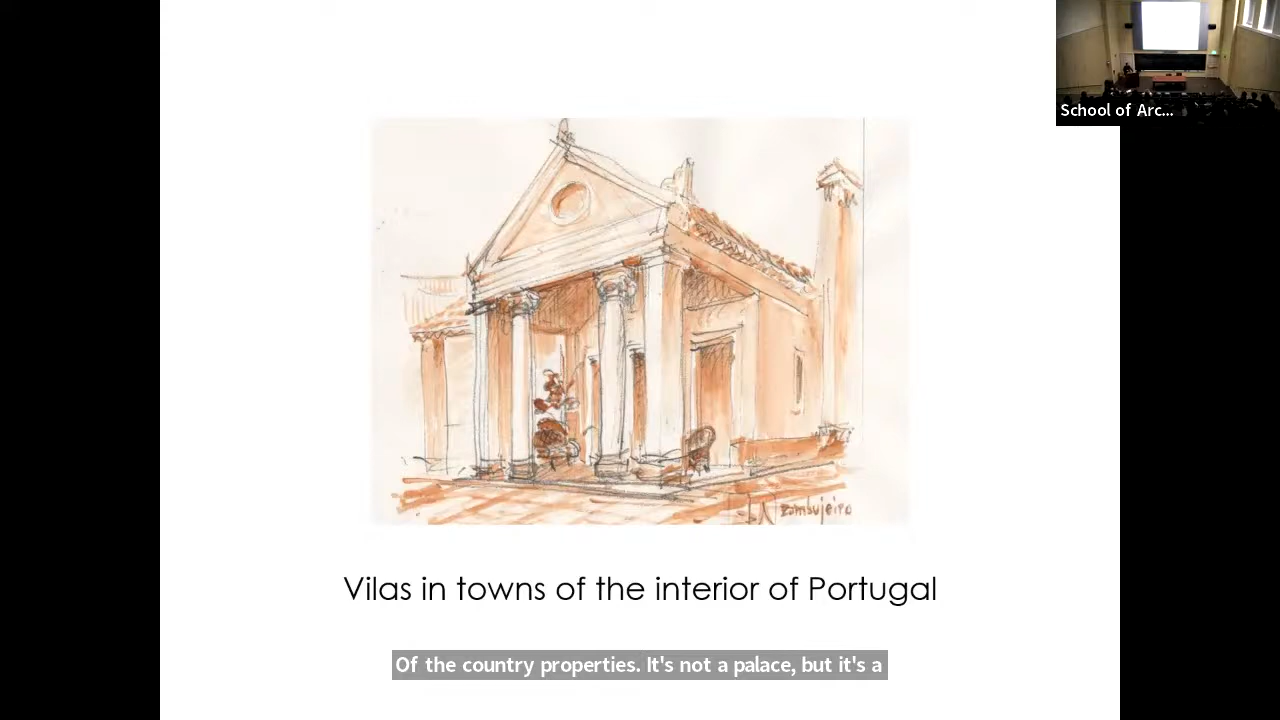 School of Arc...
Zambujeiro
Vilas in towns of the interior of Portugal
Of the country properties. It's not a palace, but it's a